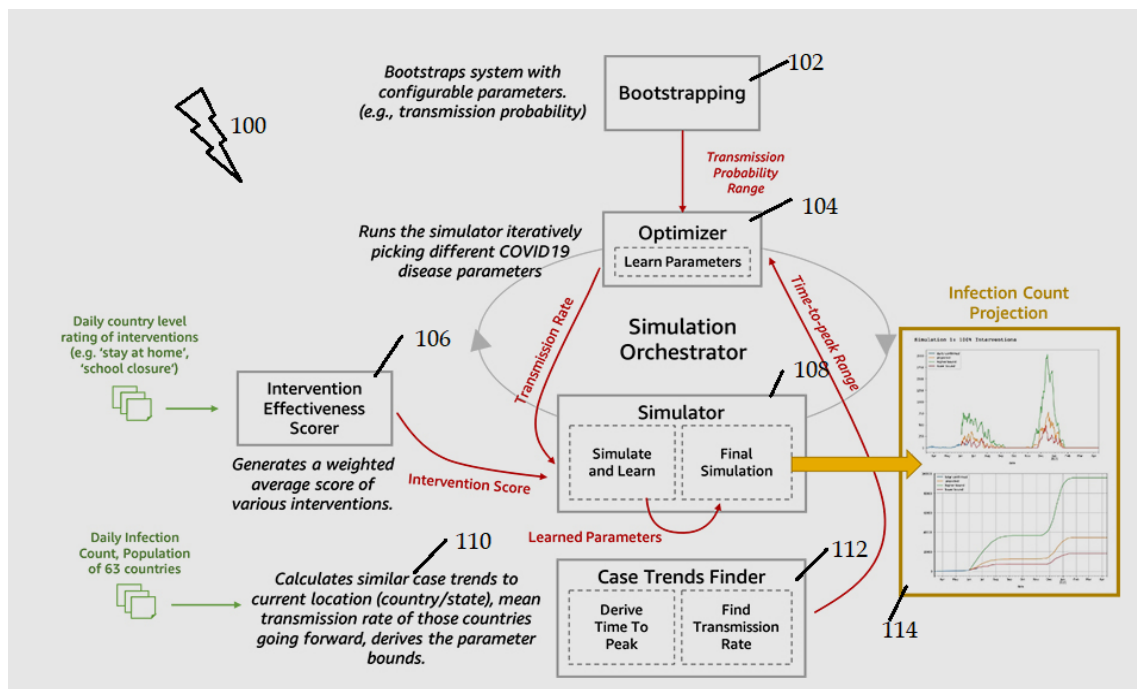 102
Bootstraps system with
configurable parameters.
(e.g., transmission probability)
Bootstrapping
100
Transmission
Probability
Range
104
Runs the simulator iteratively
picking different COVID19
disease parameters
Optimizer
Learn Parameters
Infection Count
Projection
Daily country level
rating of interventions
(e.g. 'stay at home',
'school closure')
106
Transmission Rate
Simulation
Orchestrator
Time-to-peak Range
108
Intervention
Effectiveness
Scorer
Simulator
Simulate
and Learn
Final
Simulation
Generates a weighted
average score of
various interventions.
Intervention Score
Learned Parameters
Daily Infection
Count, Population
of 63 countries
110
Calculates similar case trends to
current location (country/state), mean
transmission rate of those countries
going forward, derives the parameter
bounds.
112
Case Trends Finder
Derive
Time To
Peak
Find
Transmission
Rate
114